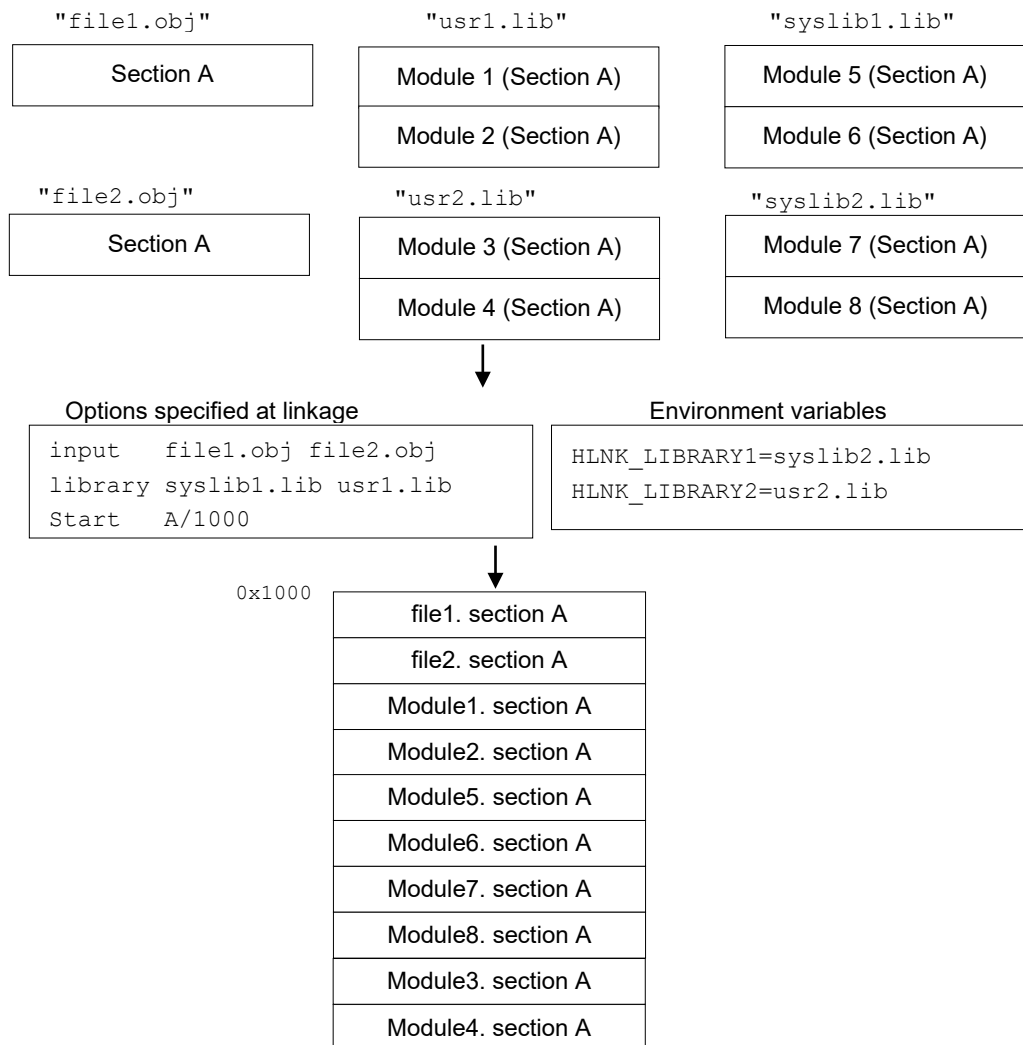 "file1.obj"
Section A
"usr1.lib"
Module 1 (Section A)
Module 2 (Section A)
"syslib1.lib"
Module 5 (Section A)
Module 6 (Section A)
"file2.obj"
Section A
"usr2.lib"
Module 3 (Section A)
Module 4 (Section A)
"syslib2.lib"
Module 7 (Section A)
Module 8 (Section A)
Options specified at linkage
input file1.obj file2.obj
library syslib1.lib usr1.lib
Start A/1000
Environment variables
HLNK_LIBRARY1=syslib2.lib
HLNK_LIBRARY2=usr2.lib
0x1000
file1. section A
file2. section A
Module1. section A
Module2. section A
Module5. section A
Module6. section A
Module7. section A
Module8. section A
Module3. section A
Module4. section A